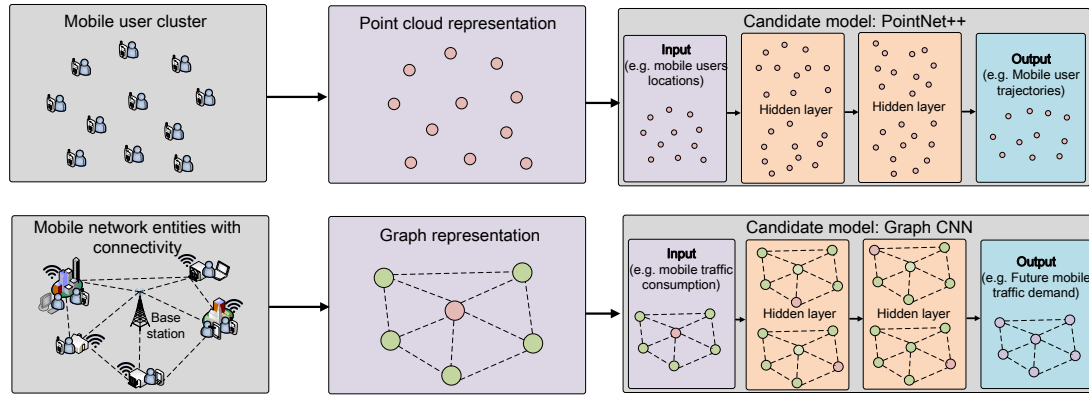 Mobile user cluster
Point cloud representation
Candidate model: PointNet++
Input
(e.g. mobile users
locations)
Hidden layer
Hidden layer
Output
(e.g. Mobile user
trajectories)
Mobile network entities with
connectivity
Base
station
Graph representation
Candidate model: Graph CNN
Input
(e.g. mobile traffic
consumption)
Hidden layer
Hidden layer
Output
(e.g. Future mobile
traffic demand)